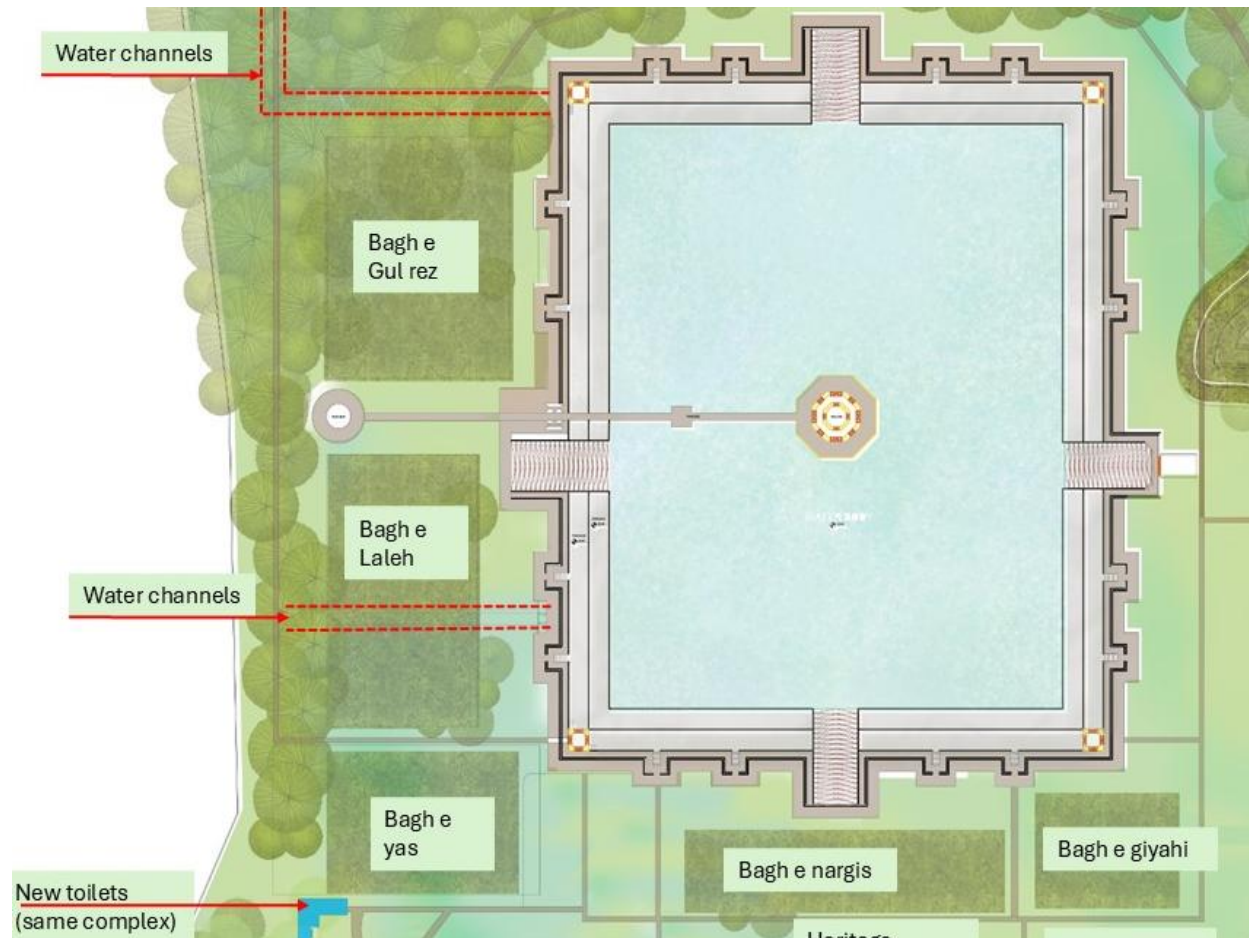 Water channels
Bagh e
Gul rez
Bagh e
Laleh
Water channels
Bagh e
yas
Bagh e nargis
Bagh e giyahi
New toilets
(same complex)
Heritage